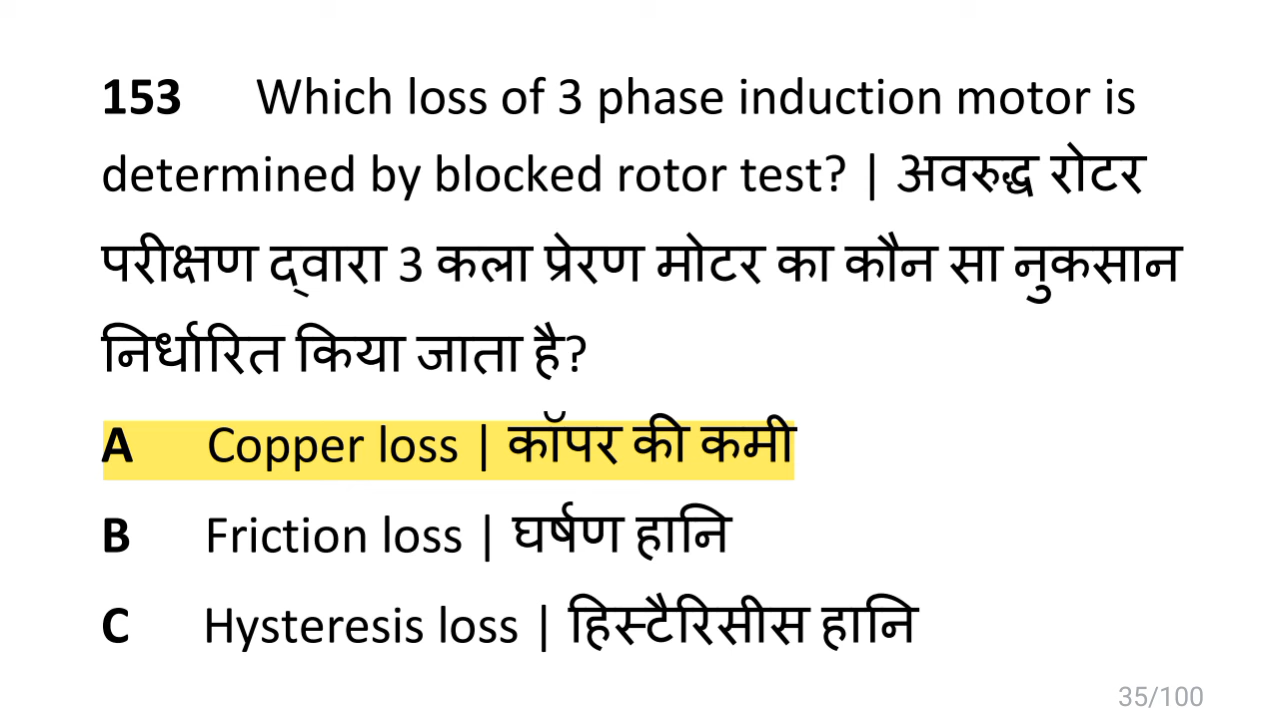 153 Which loss of 3 phase induction motor is
determined by blocked rotor test? | अवरुद्ध रोटर
परीक्षण द्‌वारा 3 कला प्रेरण मोटर का कौन सा नुकसान
निर्धारित किया जाता है?
A Copper loss | कॉपर की कमी
B Friction loss | घर्षण हानि
C Hysteresis loss | हिस्टैरिसीस हानि
35/100